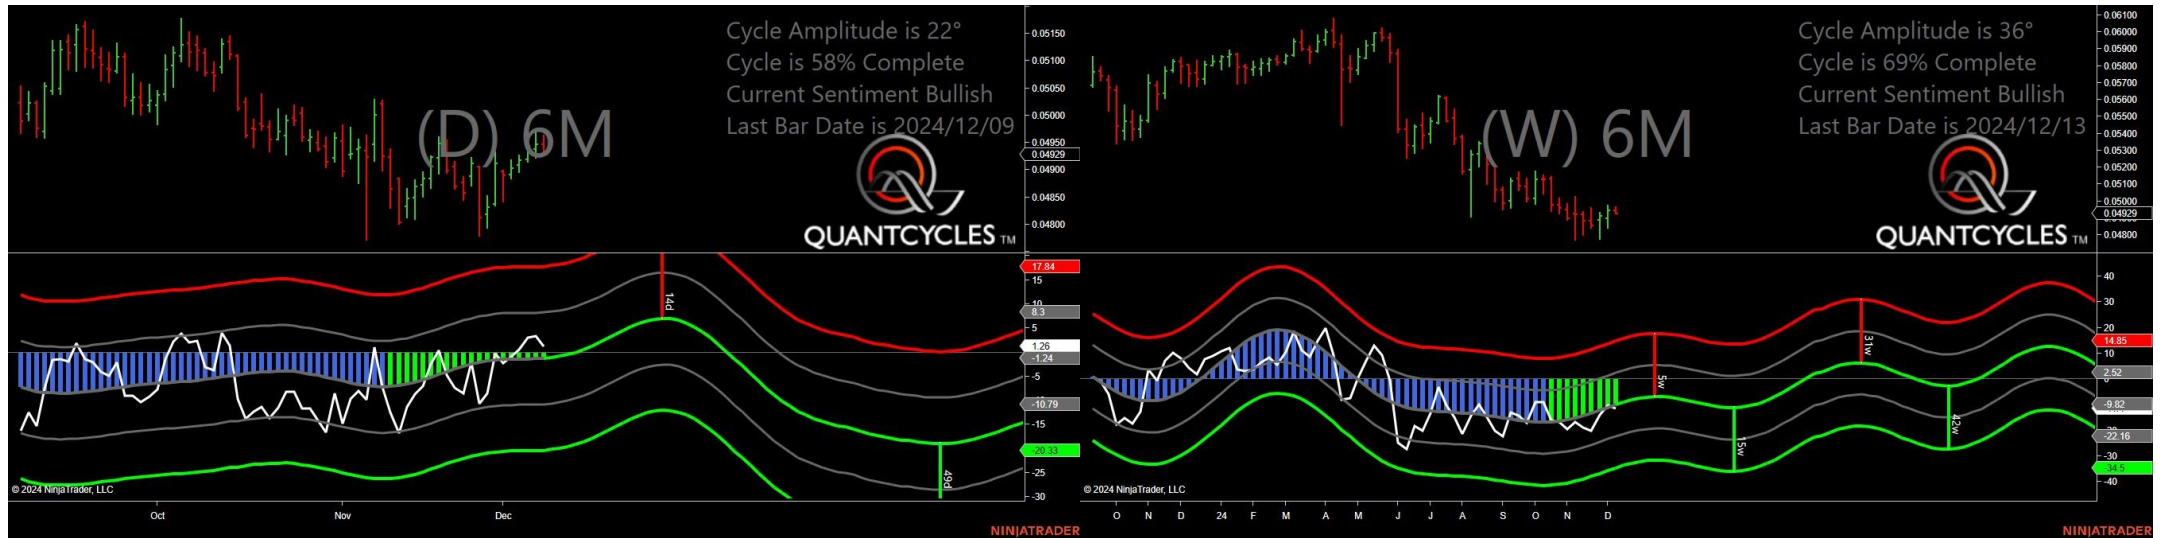 Cycle Amplitude is 22°
Cycle is 58% Complete
Current Sentiment Bullish
Last Bar Date is 2024/12/09
(D) 6M
QUANTCYCLES TM
0.05150
0.05100
0.05050
0.05000
0.04950
0.04929
0.04900
0.04850
0.04800
17.84
15
10
8.3
5
1.26
-1.24
-5
-10.79
-15
-20.33
-25
-30
14d
49d
© 2024 NinjaTrader, LLC
Oct Nov Dec
NINJATRADER
Cycle Amplitude is 36°
Cycle is 69% Complete
Current Sentiment Bullish
Last Bar Date is 2024/12/13
(W) 6M
QUANTCYCLES TM
0.06100
0.06000
0.05900
0.05800
0.05700
0.05600
0.05500
0.05400
0.05300
0.05200
0.05100
0.05000
0.04929
0.04800
40
30
20
14.85
10
2.52
-9.82
-22.16
-34.5
-40
5w
15w
31w
42w
© 2024 NinjaTrader, LLC
O N D 24 F M A M J J A S O N D
NINJATRADER